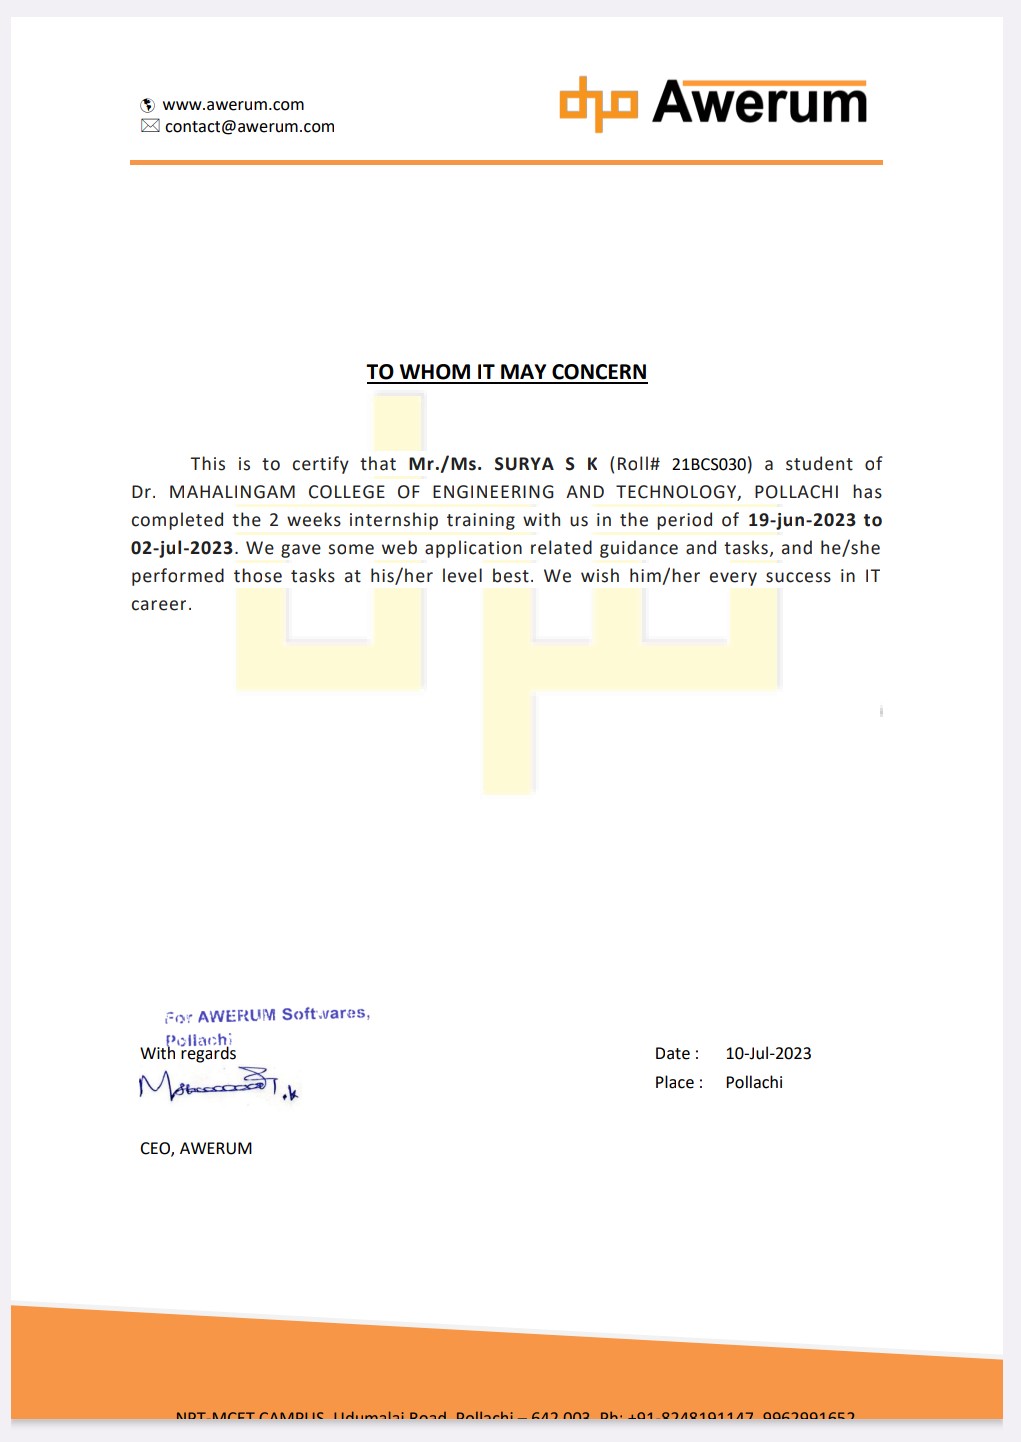 www.awerum.com
contact@awerum.com
Awerum
TO WHOM IT MAY CONCERN
This is to certify that Mr./Ms. SURYA S K (Roll# 21BCS030) a student of
Dr. MAHALINGAM COLLEGE OF ENGINEERING AND TECHNOLOGY, POLLACHI has
completed the 2 weeks internship training with us in the period of 19-jun-2023 to
02-jul-2023. We gave some web application related guidance and tasks, and he/she
performed those tasks at his/her level best. We wish him/her every success in IT
career.
For AWERUM Softwares,
Pollachi
With regards
Date : 10-Jul-2023
Place : Pollachi
CEO, AWERUM
NPT-MCET CAMPUS, Udumalai Road, Pollachi – 642 003. Ph: +91-8248191147, 9962991652